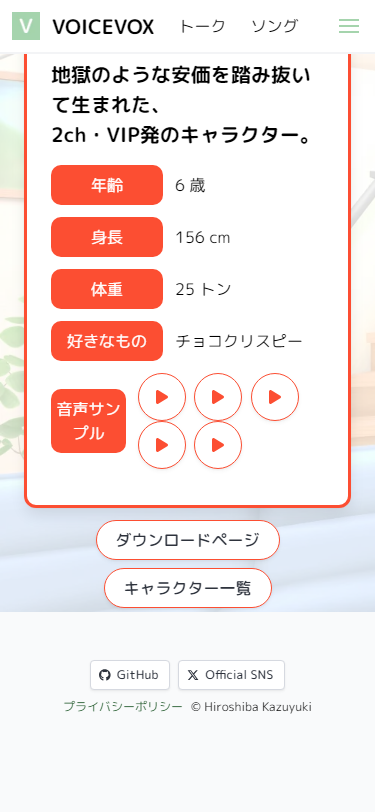 V VOICEVOX トーク ソング
地獄のような安価を踏み抜い
て生まれた、
2ch・VIP発のキャラクター。
年齢 6 歳
身長 156 cm
体重 25 トン
好きなもの チョコクリスピー
音声サン
プル
ダウンロードページ
キャラクター一覧
GitHub Official SNS
プライバシーポリシー © Hiroshiba Kazuyuki